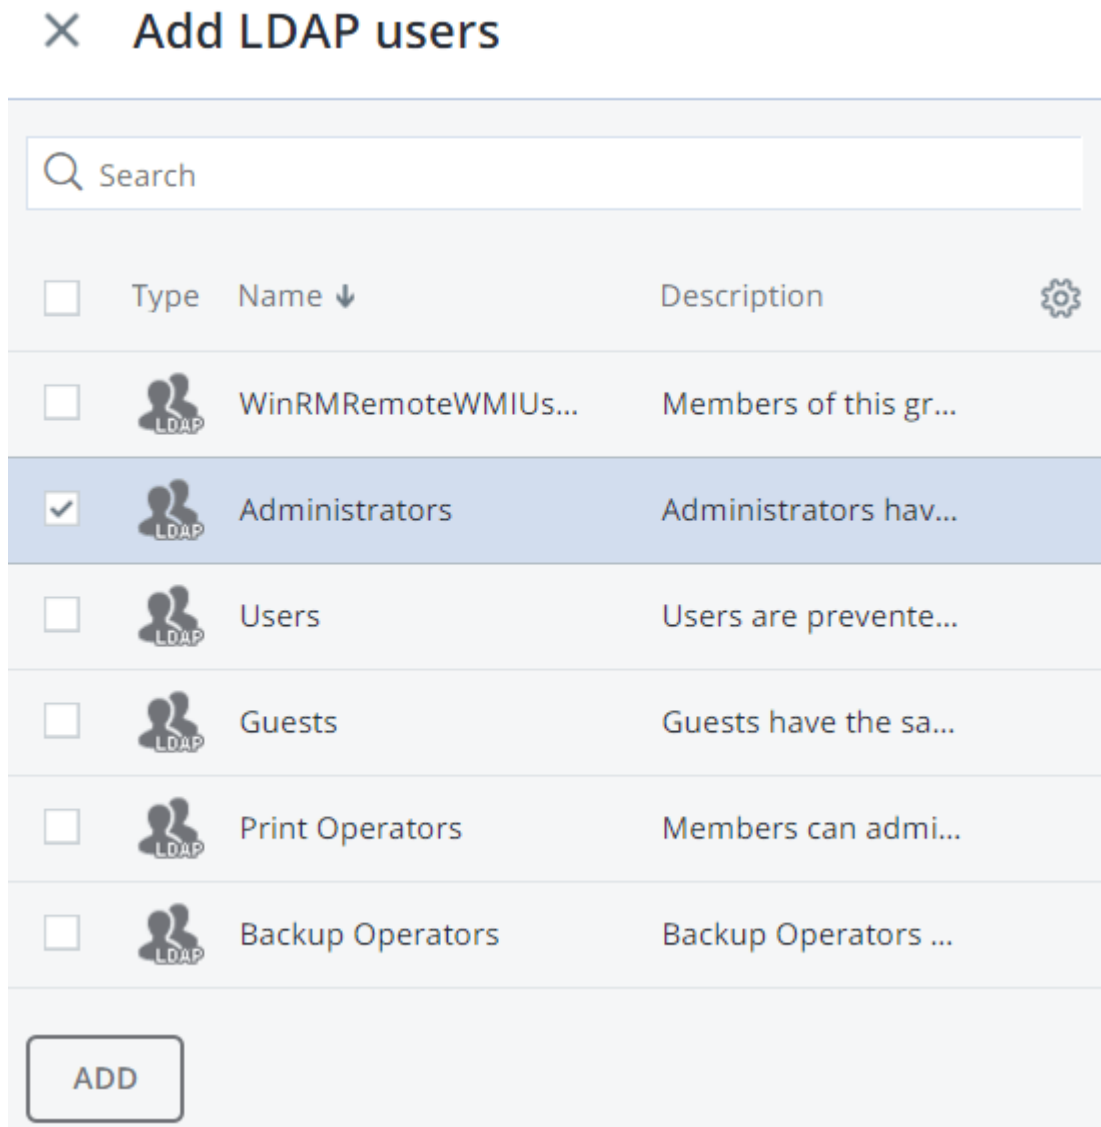 Add LDAP users
Search
Type Name Description
LDAP WinRMRemoteWMIUs... Members of this gr...
LDAP Administrators Administrators hav...
LDAP Users Users are prevente...
LDAP Guests Guests have the sa...
LDAP Print Operators Members can admi...
LDAP Backup Operators Backup Operators ...
ADD